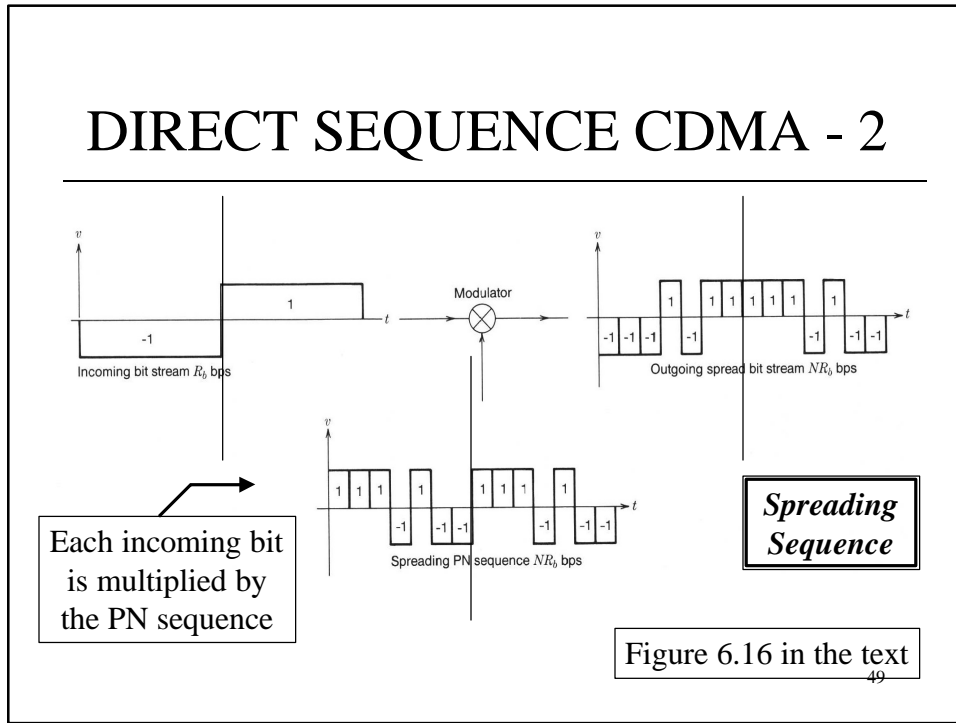 DIRECT SEQUENCE CDMA - 2
v
1
-1
t
Incoming bit stream R_b bps
Modulator
v
1 1 1 1 1 1 1
-1 -1 -1 -1 -1 -1 -1
t
Outgoing spread bit stream NR_b bps
v
1 1 1 1 1 1 1 1
-1 -1 -1 -1 -1 -1
t
Spreading PN sequence NR_b bps
Each incoming bit
is multiplied by
the PN sequence
Spreading
Sequence
Figure 6.16 in the text
49